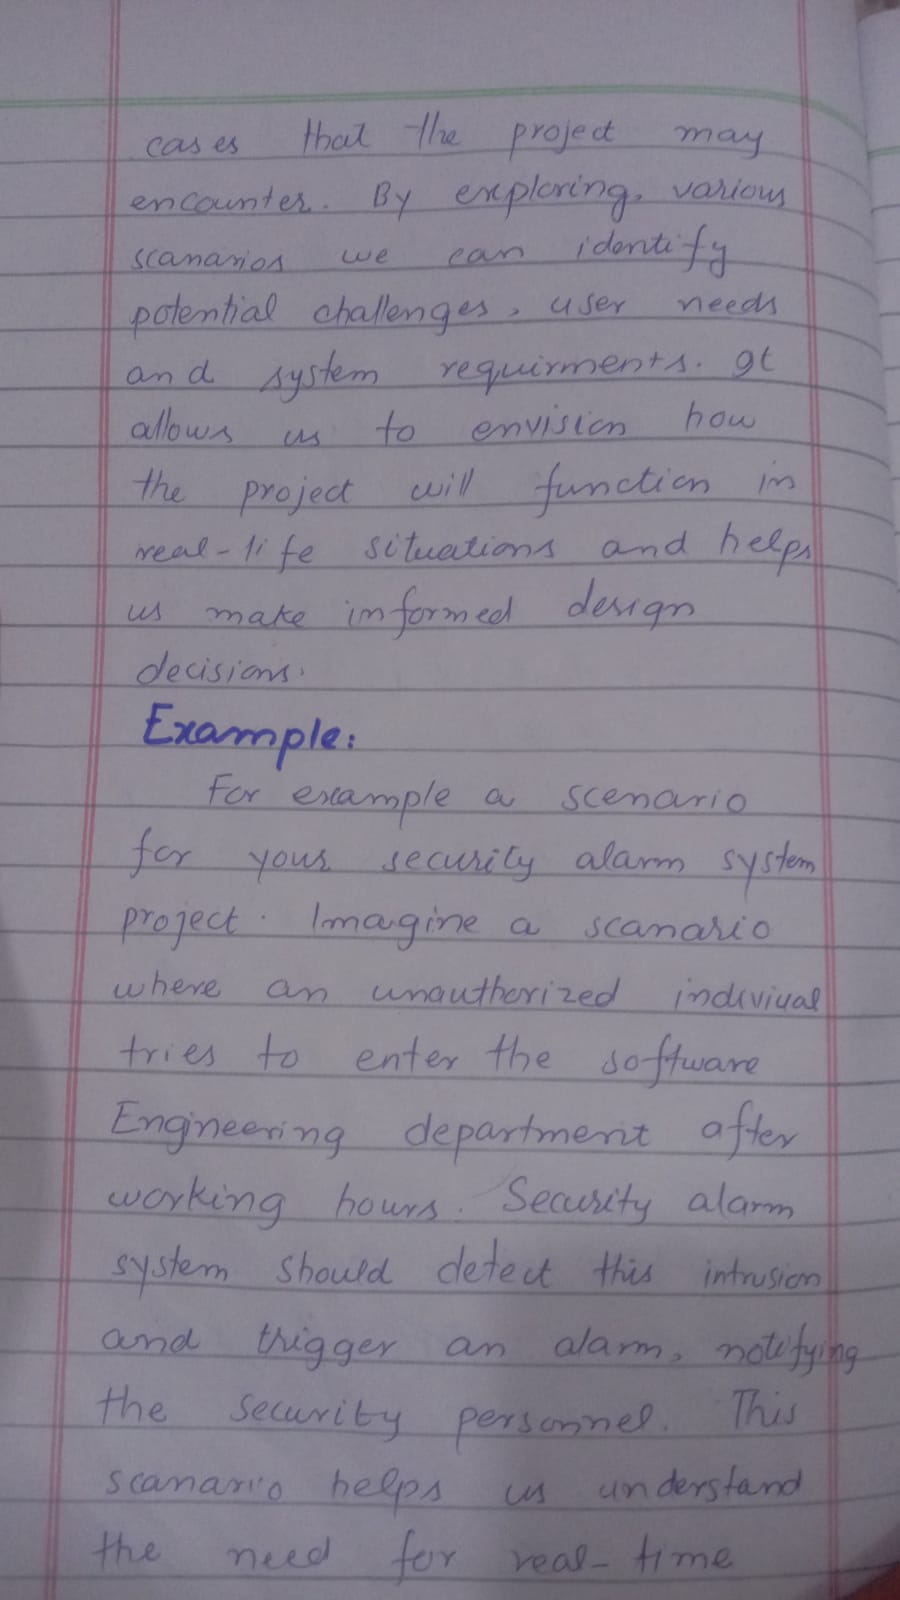 cases that the project may
encounter. By exploring, various
scanarios we can identify
potential challenges, user needs
and system requirments. It
allows us to envision how
the project will function in
real-life situations and helps
us make informed design
decisions.
Example:
For example a scenario
for your security alarm system
project. Imagine a scanario
where an unauthorized indiviual
tries to enter the software
Engineering department after
working hours. Security alarm
system should detect this intrusion
and trigger an alarm, notifying
the security personnel. This
scanario helps us understand
the need for real-time